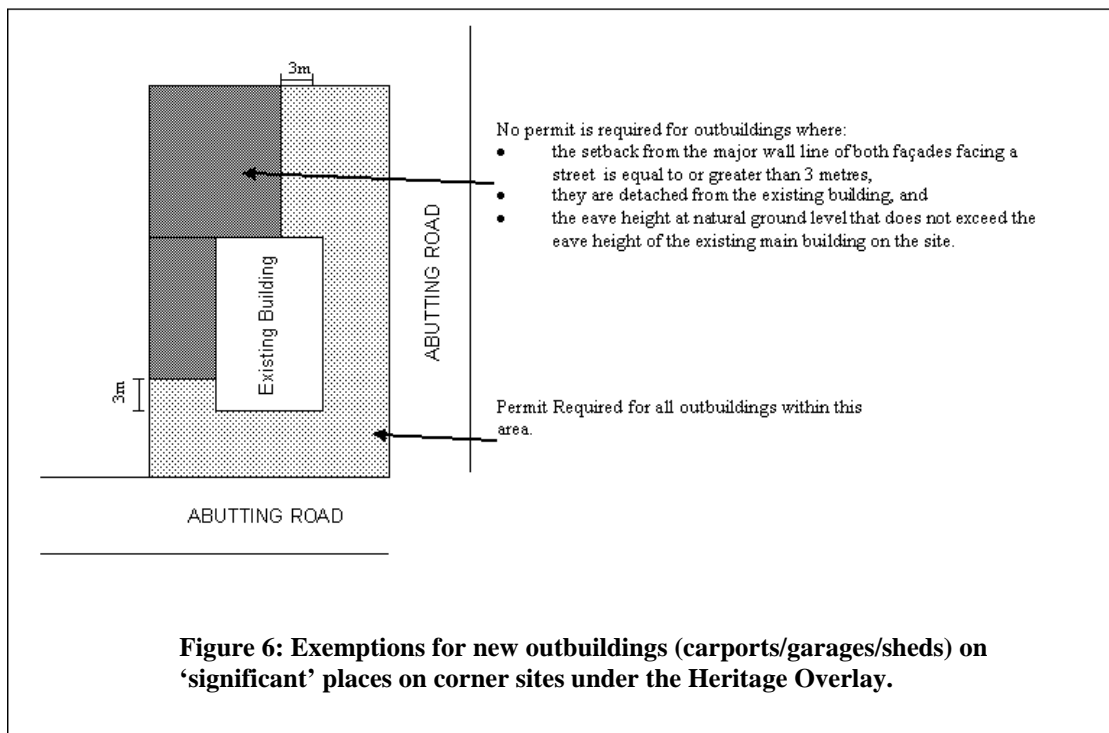 3m
No permit is required for outbuildings where:
• the setback from the major wall line of both façades facing a
street is equal to or greater than 3 metres,
• they are detached from the existing building, and
• the eave height at natural ground level that does not exceed the
eave height of the existing main building on the site.
ABUTTING ROAD
Existing Building
3m
Permit Required for all outbuildings within this
area.
ABUTTING ROAD
Figure 6: Exemptions for new outbuildings (carports/garages/sheds) on
‘significant’ places on corner sites under the Heritage Overlay.